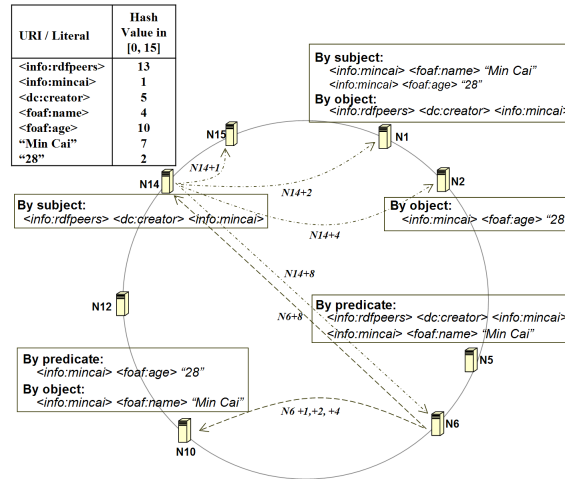 URI / Literal Hash Value in [0, 15]
<info:rdfpeers> 13
<info:mincai> 1
<dc:creator> 5
<foaf:name> 4
<foaf:age> 10
“Min Cai” 7
“28” 2
By subject:
<info:mincai> <foaf:name> “Min Cai”
<info:mincai> <foaf:age> “28”
By object:
<info:rdfpeers> <dc:creator> <info:mincai>
N15
N1
N14+1
N14
N14+2
N2
By subject:
<info:rdfpeers> <dc:creator> <info:mincai>
By object:
<info:mincai> <foaf:age> “28”
N14+4
N14+8
N6+8
N12
By predicate:
<info:rdfpeers> <dc:creator> <info:mincai>
<info:mincai> <foaf:name> “Min Cai”
N5
By predicate:
<info:mincai> <foaf:age> “28”
By object:
<info:mincai> <foaf:name> “Min Cai”
N6 +1, +2, +4
N6
N10